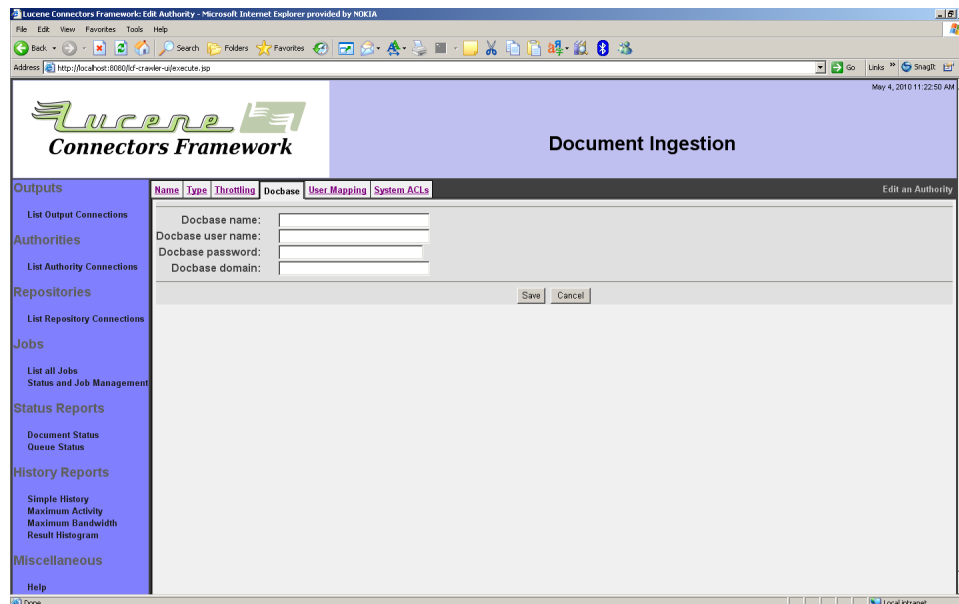 Lucene Connectors Framework: Edit Authority - Microsoft Internet Explorer provided by NOKIA
File Edit View Favorites Tools Help
Back Search Folders Favorites
Address http://localhost:8080/lcf-crawler-ui/execute.jsp Go Links » SnagIt
May 4, 2010 11:22:50 AM
Lucene
Connectors Framework
Document Ingestion
Outputs
List Output Connections
Authorities
List Authority Connections
Repositories
List Repository Connections
Jobs
List all Jobs
Status and Job Management
Status Reports
Document Status
Queue Status
History Reports
Simple History
Maximum Activity
Maximum Bandwidth
Result Histogram
Miscellaneous
Help
Name Type Throttling Docbase User Mapping System ACLs Edit an Authority
Docbase name:
Docbase user name:
Docbase password:
Docbase domain:
Save Cancel
Done Local intranet